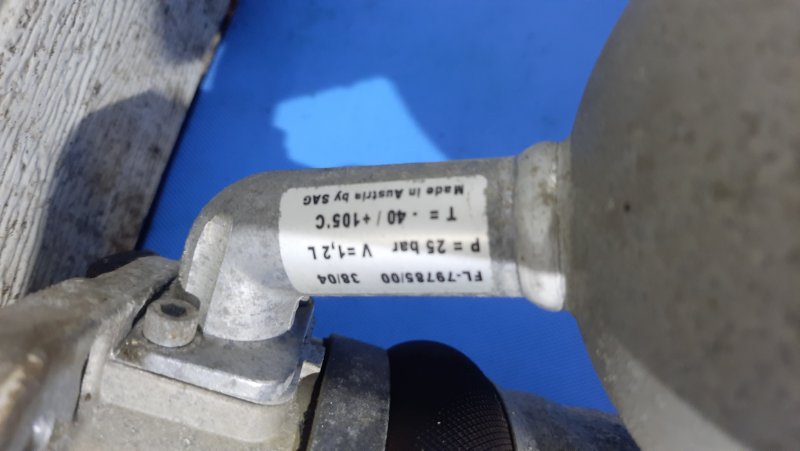 FL-79785/00 38/04
P = 25 bar V=1,2 L
T = - 40 / +105°C
Made in Austria by SAG